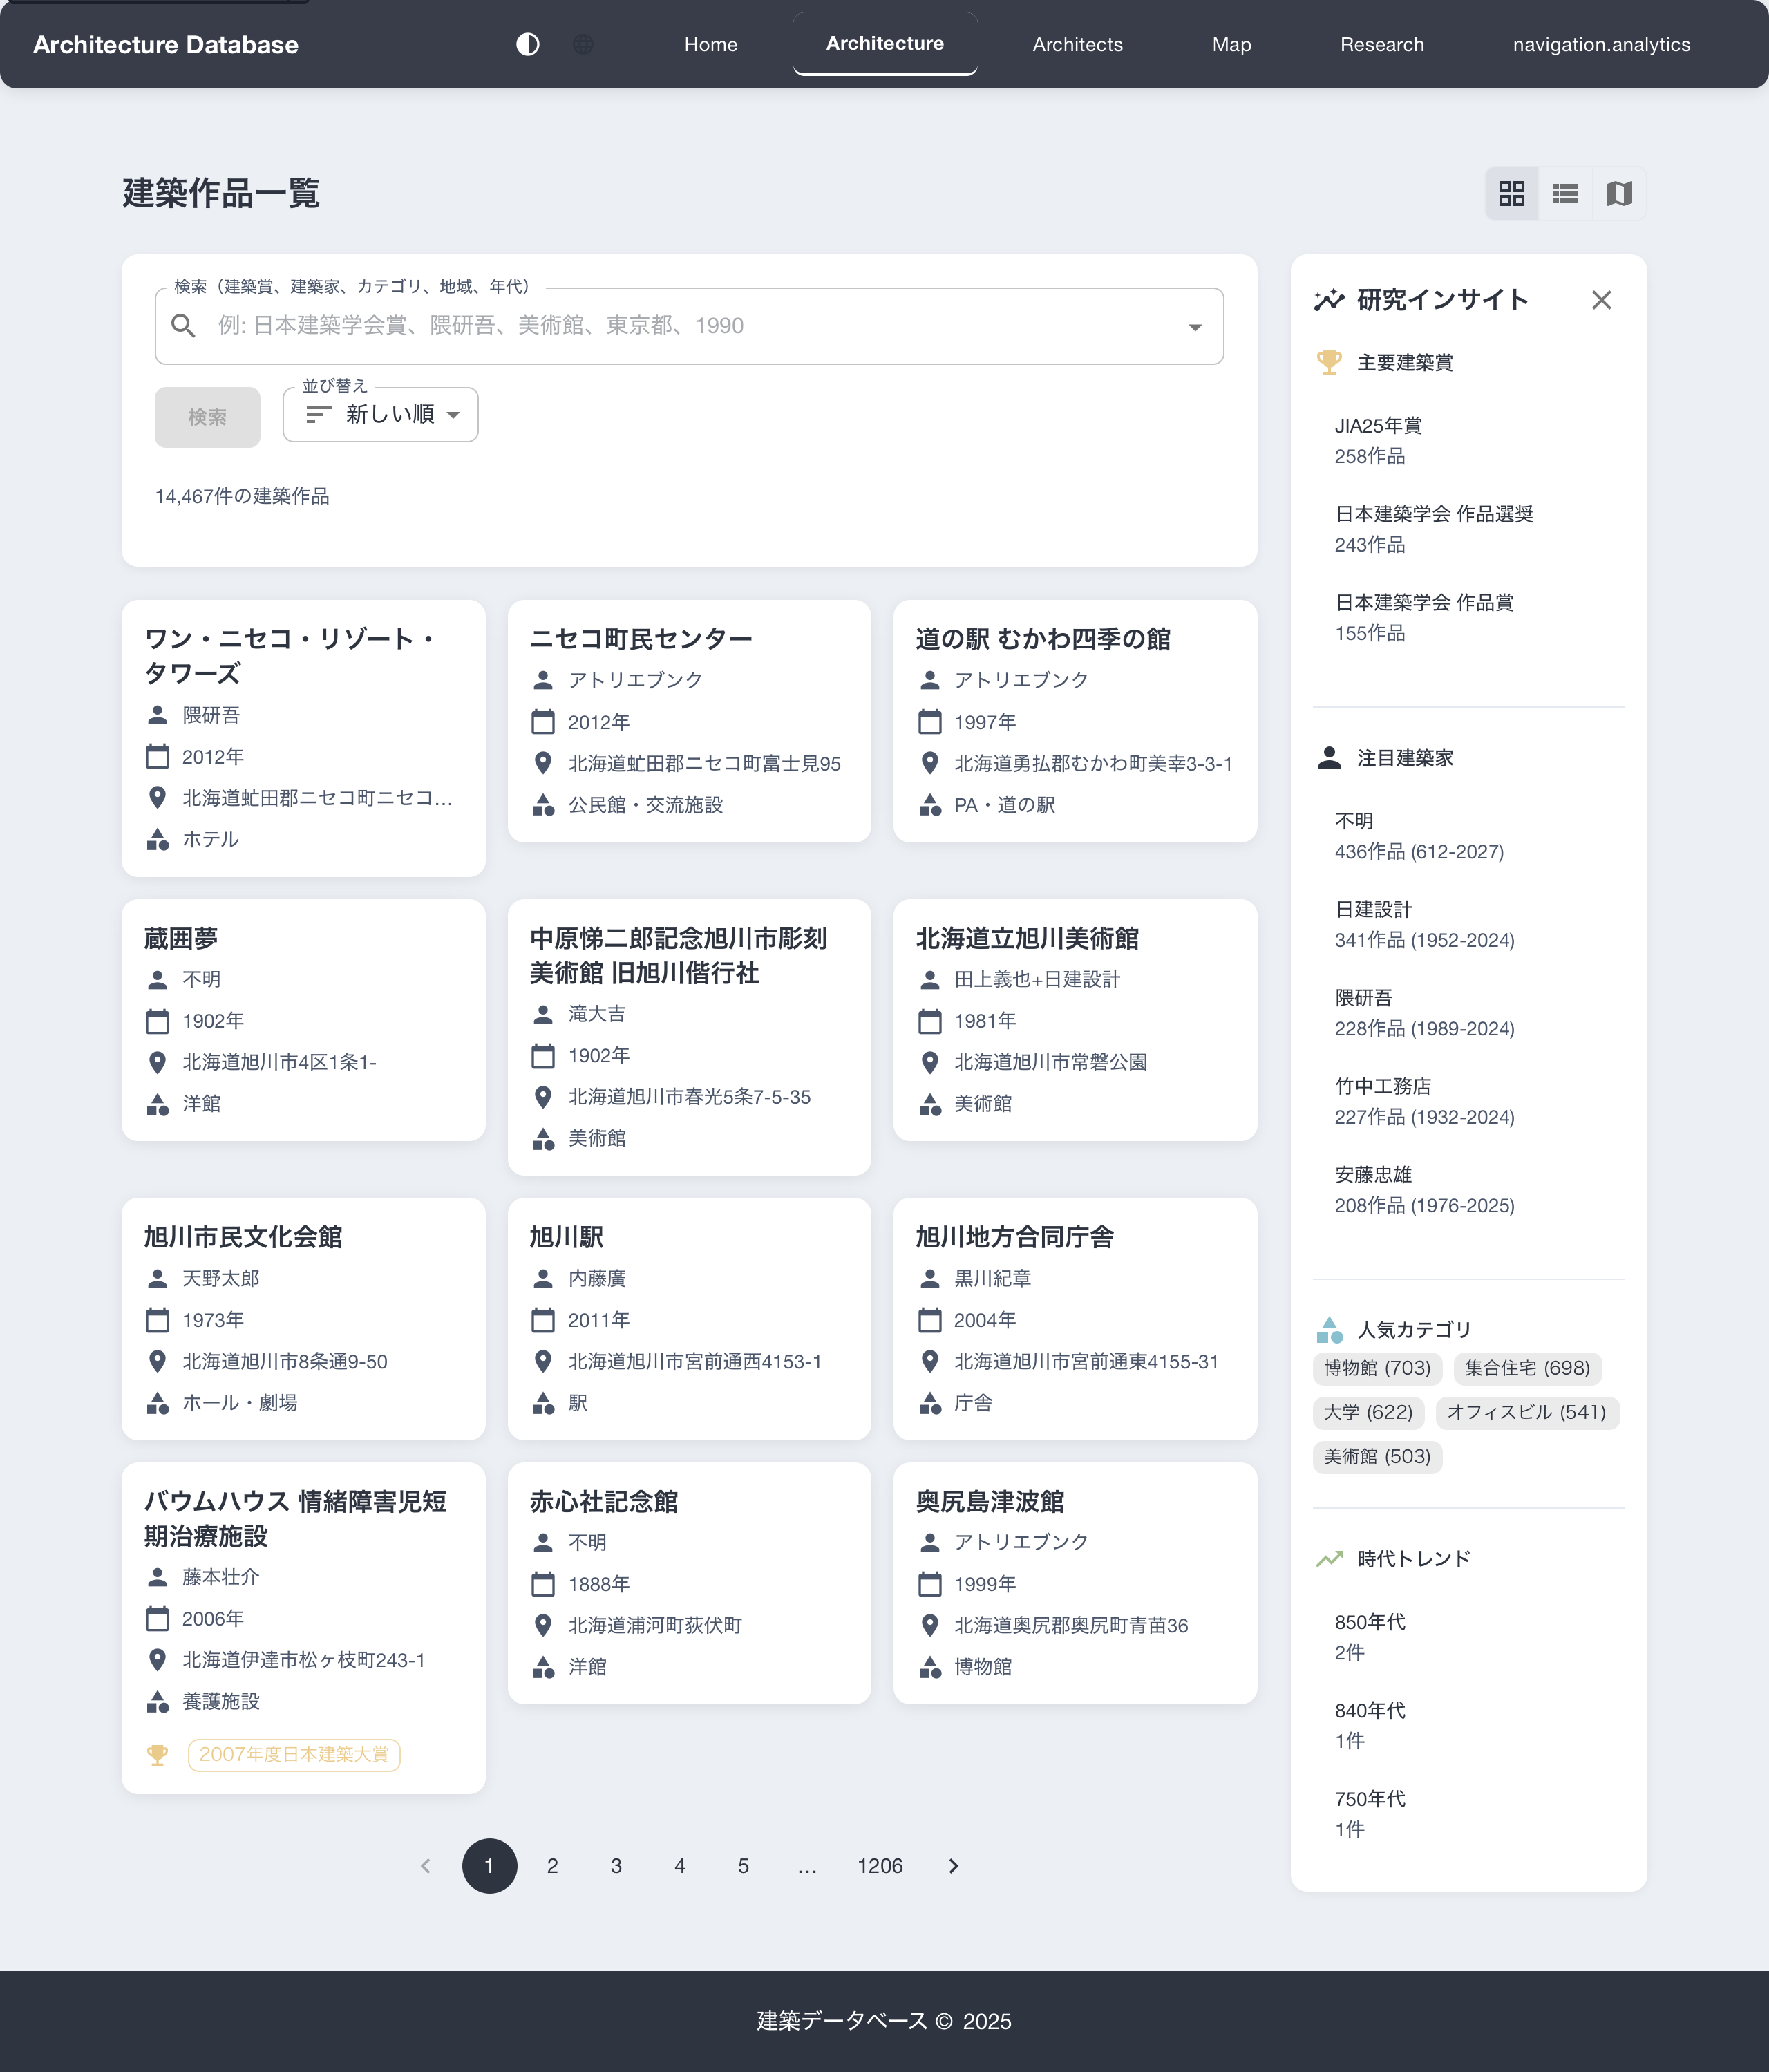 Architecture Database
Home
Architecture
Architects
Map
Research
navigation.analytics
建築作品一覧
検索（建築賞、建築家、カテゴリ、地域、年代）
例: 日本建築学会賞、隈研吾、美術館、東京都、1990
検索
並び替え
新しい順
14,467件の建築作品
ワン・ニセコ・リゾート・
タワーズ
隈研吾
2012年
北海道虻田郡ニセコ町ニセコ…
ホテル
ニセコ町民センター
アトリエブンク
2012年
北海道虻田郡ニセコ町富士見95
公民館・交流施設
道の駅 むかわ四季の館
アトリエブンク
1997年
北海道勇払郡むかわ町美幸3-3-1
PA・道の駅
蔵囲夢
不明
1902年
北海道旭川市4区1条1-
洋館
中原悌二郎記念旭川市彫刻
美術館 旧旭川偕行社
滝大吉
1902年
北海道旭川市春光5条7-5-35
美術館
北海道立旭川美術館
田上義也+日建設計
1981年
北海道旭川市常磐公園
美術館
旭川市民文化会館
天野太郎
1973年
北海道旭川市8条通9-50
ホール・劇場
旭川駅
内藤廣
2011年
北海道旭川市宮前通西4153-1
駅
旭川地方合同庁舎
黒川紀章
2004年
北海道旭川市宮前通東4155-31
庁舎
バウムハウス 情緒障害児短
期治療施設
藤本壮介
2006年
北海道伊達市松ヶ枝町243-1
養護施設
2007年度日本建築大賞
赤心社記念館
不明
1888年
北海道浦河町荻伏町
洋館
奥尻島津波館
アトリエブンク
1999年
北海道奥尻郡奥尻町青苗36
博物館
1
2
3
4
5
…
1206
研究インサイト
主要建築賞
JIA25年賞
258作品
日本建築学会 作品選奨
243作品
日本建築学会 作品賞
155作品
注目建築家
不明
436作品 (612-2027)
日建設計
341作品 (1952-2024)
隈研吾
228作品 (1989-2024)
竹中工務店
227作品 (1932-2024)
安藤忠雄
208作品 (1976-2025)
人気カテゴリ
博物館 (703)
集合住宅 (698)
大学 (622)
オフィスビル (541)
美術館 (503)
時代トレンド
850年代
2件
840年代
1件
750年代
1件
建築データベース © 2025